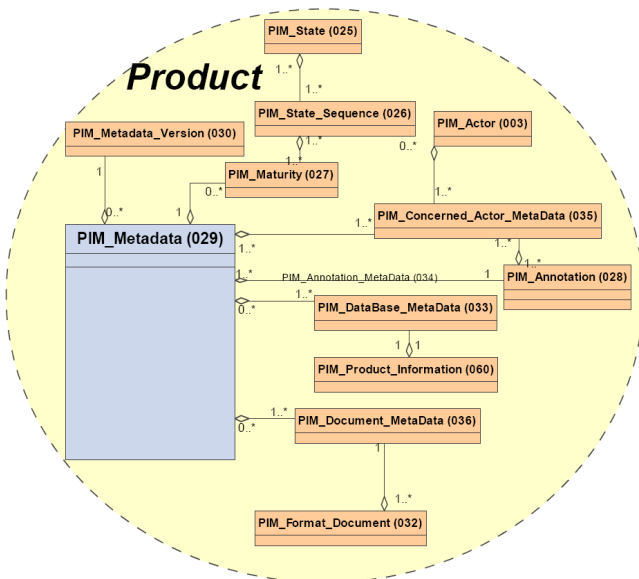 PIM_State (025)
1..*
Product
1..*
PIM_State_Sequence (026)
PIM_Metadata_Version (030)
1..*
PIM_Actor (003)
1
1..*
0..*
PIM_Maturity (027)
0..*
1..*
0..*
1
1..*
PIM_Concerned_Actor_MetaData (035)
PIM_Metadata (029)
1..*
1..*
1..*
1..*
PIM_Annotation_MetaData (034)
1
PIM_Annotation (028)
0..*
1..*
PIM_DataBase_MetaData (033)
1
1
PIM_Product_Information (060)
1..*
0..*
PIM_Document_MetaData (036)
1
1..*
PIM_Format_Document (032)